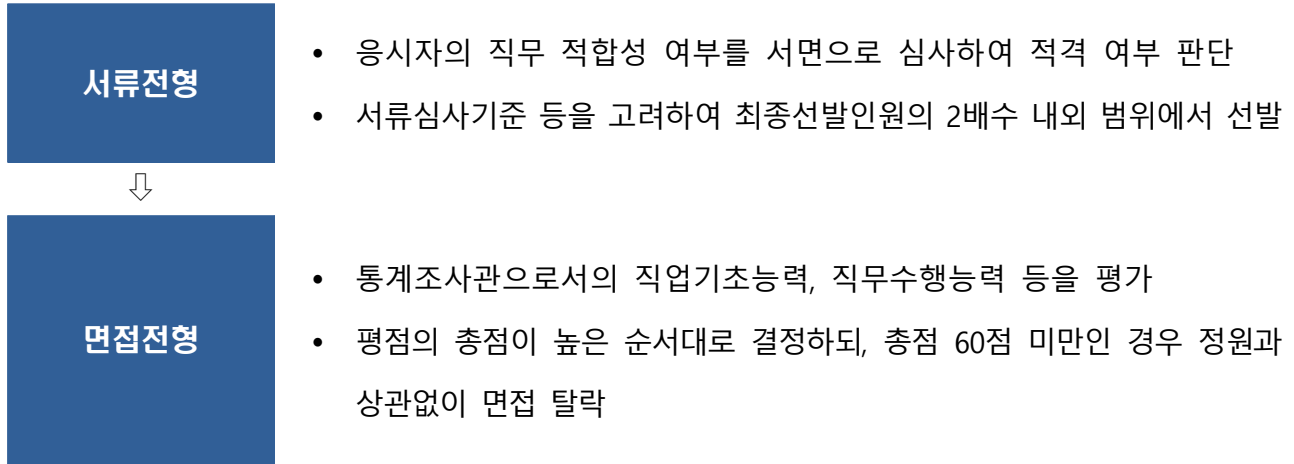 서류전형
• 응시자의 직무 적합성 여부를 서면으로 심사하여 적격 여부 판단
• 서류심사기준 등을 고려하여 최종선발인원의 2배수 내외 범위에서 선발
⇩
면접전형
• 통계조사관으로서의 직업기초능력, 직무수행능력 등을 평가
• 평점의 총점이 높은 순서대로 결정하되, 총점 60점 미만인 경우 정원과
상관없이 면접 탈락